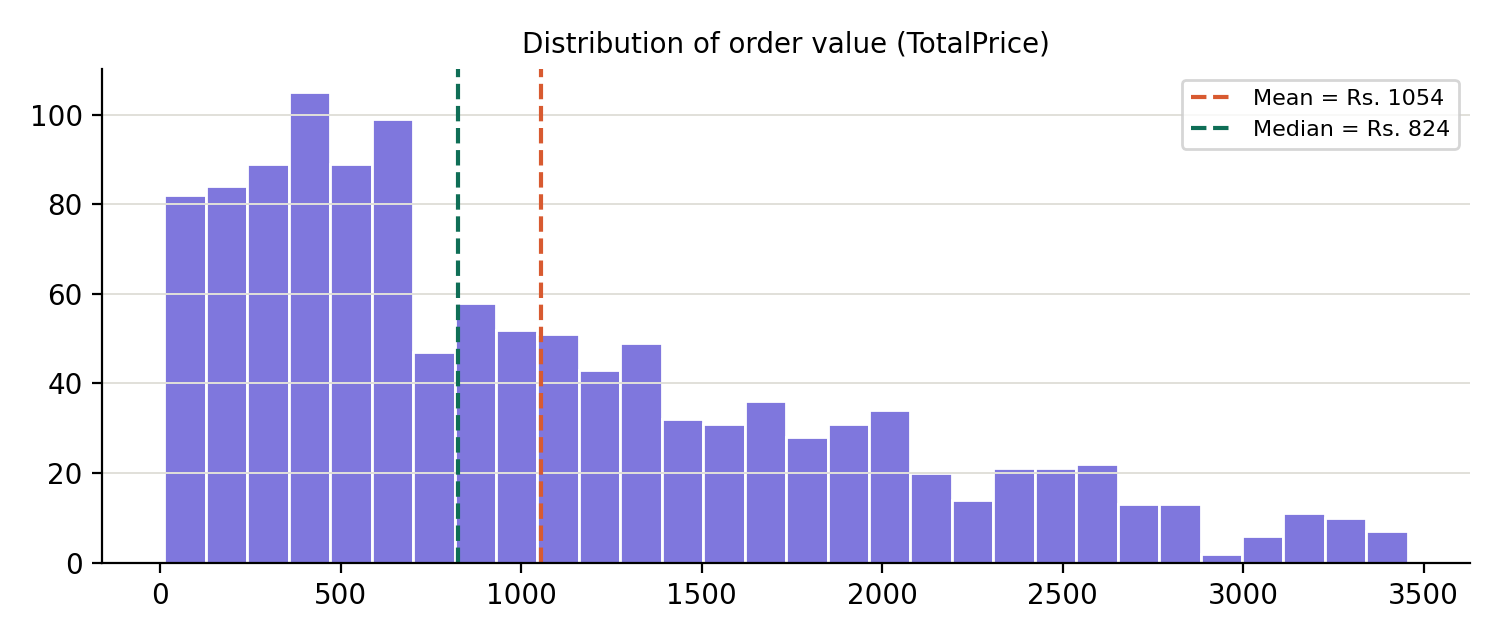 Distribution of order value (TotalPrice)
Mean = Rs. 1054
Median = Rs. 824
100
80
60
40
20
0
0 500 1000 1500 2000 2500 3000 3500